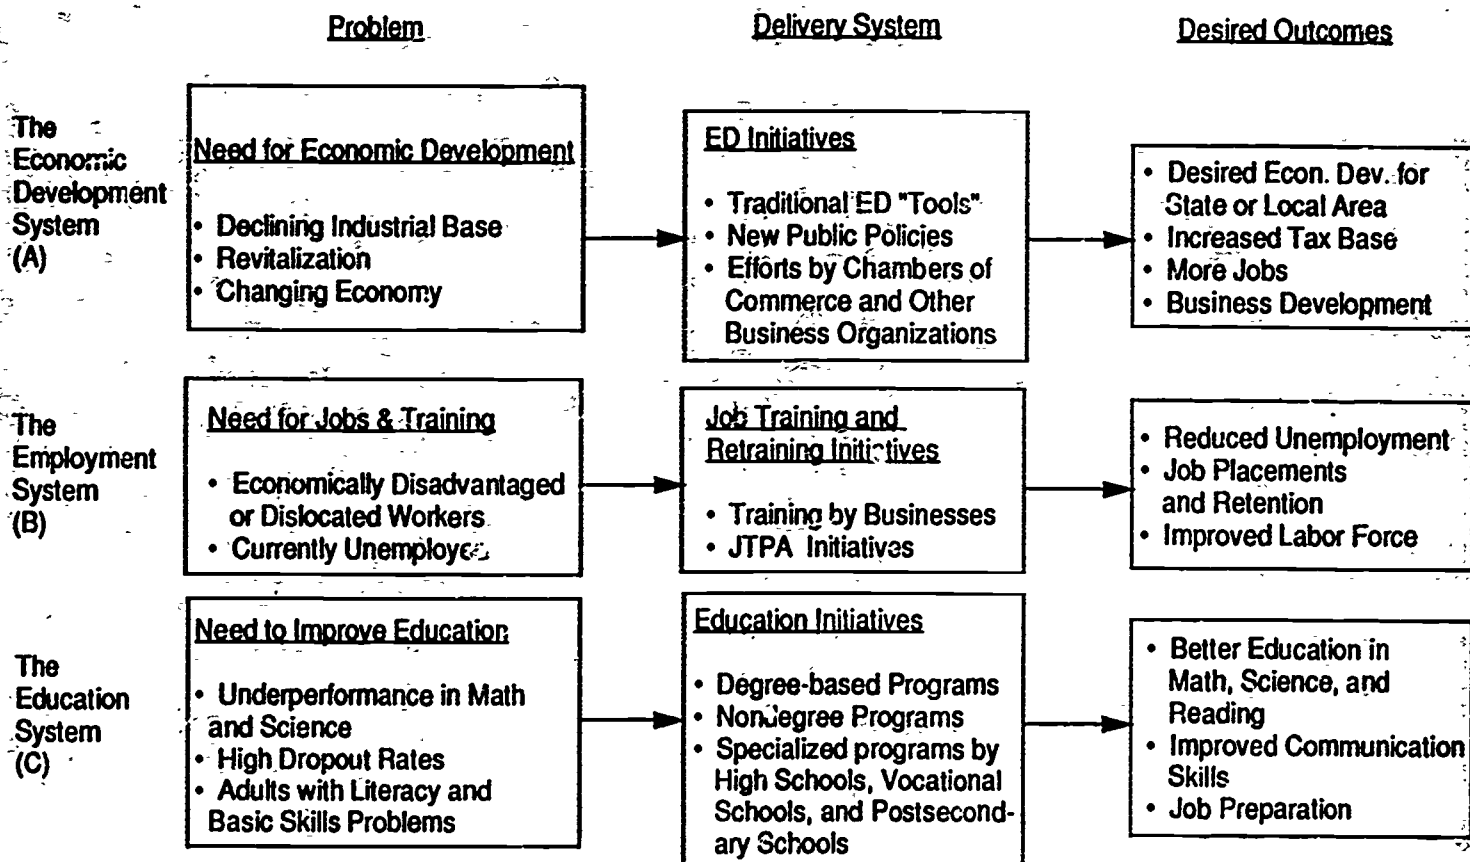 Problem
Delivery System
Desired Outcomes
The
Economic
Development
System
(A)
Need for Economic Development
• Declining Industrial Base
• Revitalization
• Changing Economy
ED Initiatives
• Traditional ED "Tools"
• New Public Policies
• Efforts by Chambers of
Commerce and Other
Business Organizations
• Desired Econ. Dev. for
State or Local Area
• Increased Tax Base
• More Jobs
• Business Development
The
Employment
System
(B)
Need for Jobs & Training
• Economically Disadvantaged
or Dislocated Workers
• Currently Unemployed
Job Training and
Retraining Initiatives
• Training by Businesses
• JTPA Initiatives
• Reduced Unemployment
• Job Placements
and Retention
• Improved Labor Force
The
Education
System
(C)
Need to Improve Education
• Underperformance in Math
and Science
• High Dropout Rates
• Adults with Literacy and
Basic Skills Problems
Education Initiatives
• Degree-based Programs
• Nondegree Programs
• Specialized programs by
High Schools, Vocational
Schools, and Postsecond-
ary Schools
• Better Education in
Math, Science, and
Reading
• Improved Communication
Skills
• Job Preparation